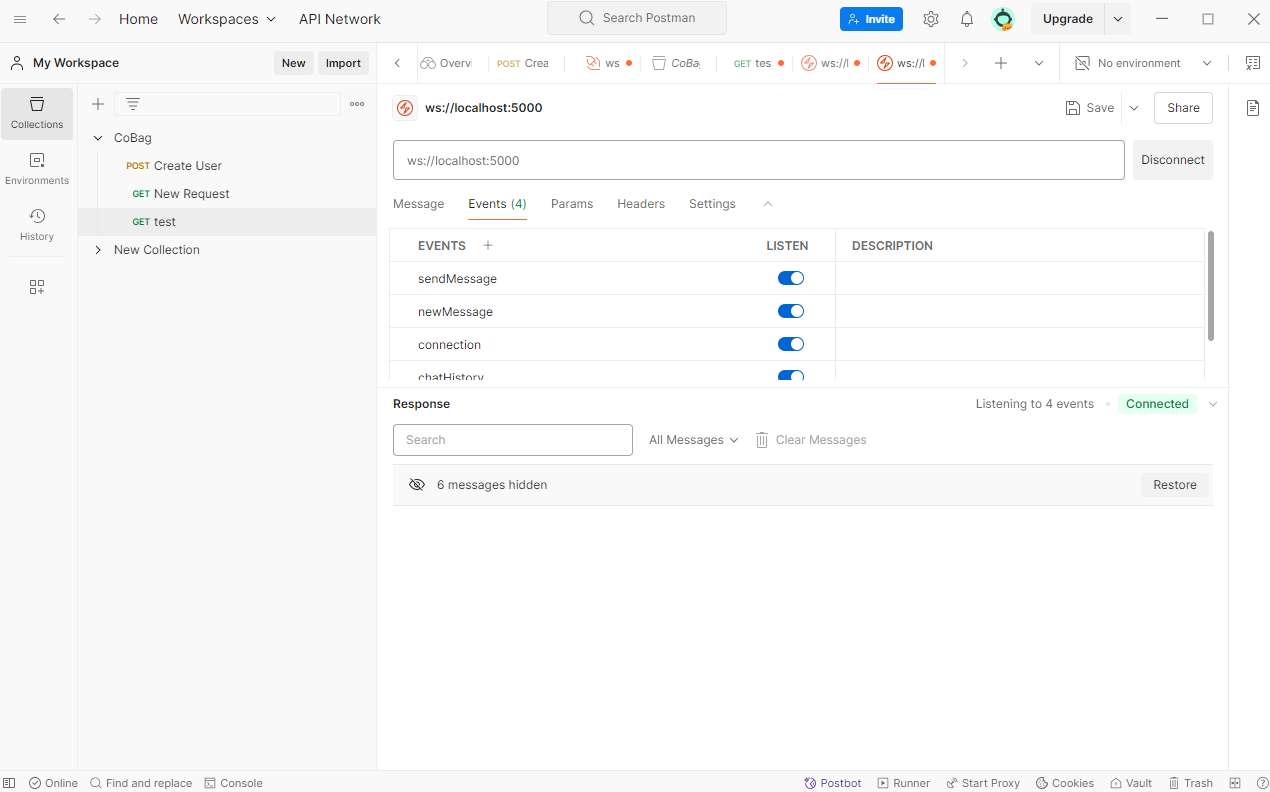 Home Workspaces API Network Search Postman Invite Upgrade
My Workspace New Import Overvi POST Crea ws CoBa GET tes ws://l ws://l No environment
Collections
Environments
History
CoBag
POST Create User
GET New Request
GET test
New Collection
ws://localhost:5000 Save Share
ws://localhost:5000 Disconnect
Message Events (4) Params Headers Settings
EVENTS LISTEN DESCRIPTION
sendMessage
newMessage
connection
chatHistory
Response Listening to 4 events Connected
Search All Messages Clear Messages
6 messages hidden Restore
Online Find and replace Console Postbot Runner Start Proxy Cookies Vault Trash